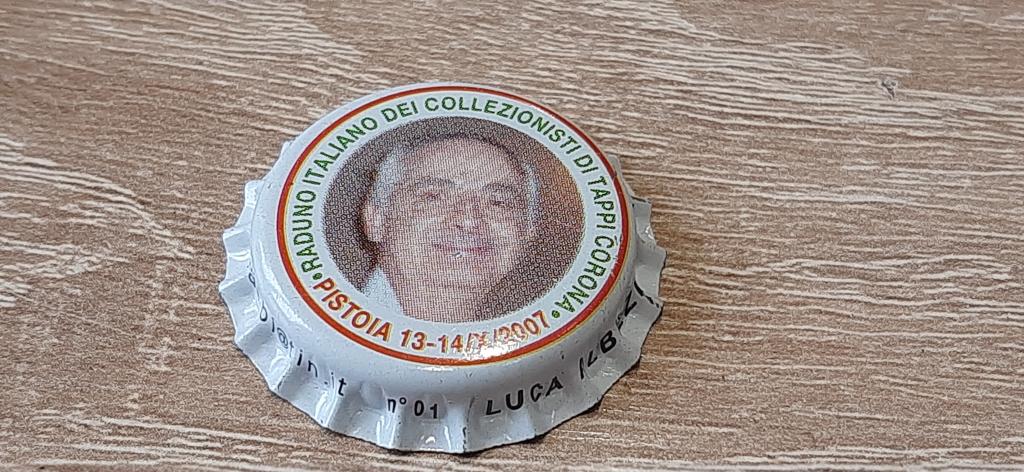 • RADUNO ITALIANO DEI COLLEZIONISTI DI TAPPI CORONA •
PISTOIA 13-14/ /2007
n° 01 LUCA